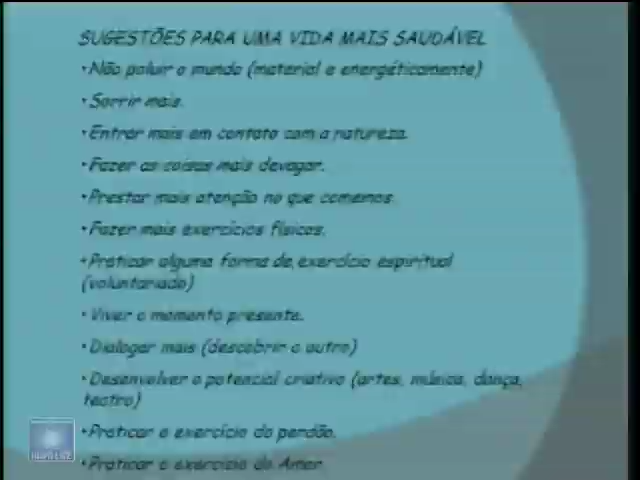 SUGESTÕES PARA UMA VIDA MAIS SAUDÁVEL
•Não poluir o mundo (material e energéticamente)
•Sorrir mais.
•Entrar mais em contato com a natureza.
•Fazer as coisas mais devagar.
•Prestar mais atenção no que comemos.
•Fazer mais exercícios físicos.
•Praticar alguma forma de exercício espiritual
(voluntariado)
•Viver o momento presente.
•Dialogar mais (descobrir o outro)
•Desenvolver o potencial criativo (artes, música, dança,
teatro)
•Praticar o exercício do perdão.
•Praticar o exercício do Amor.